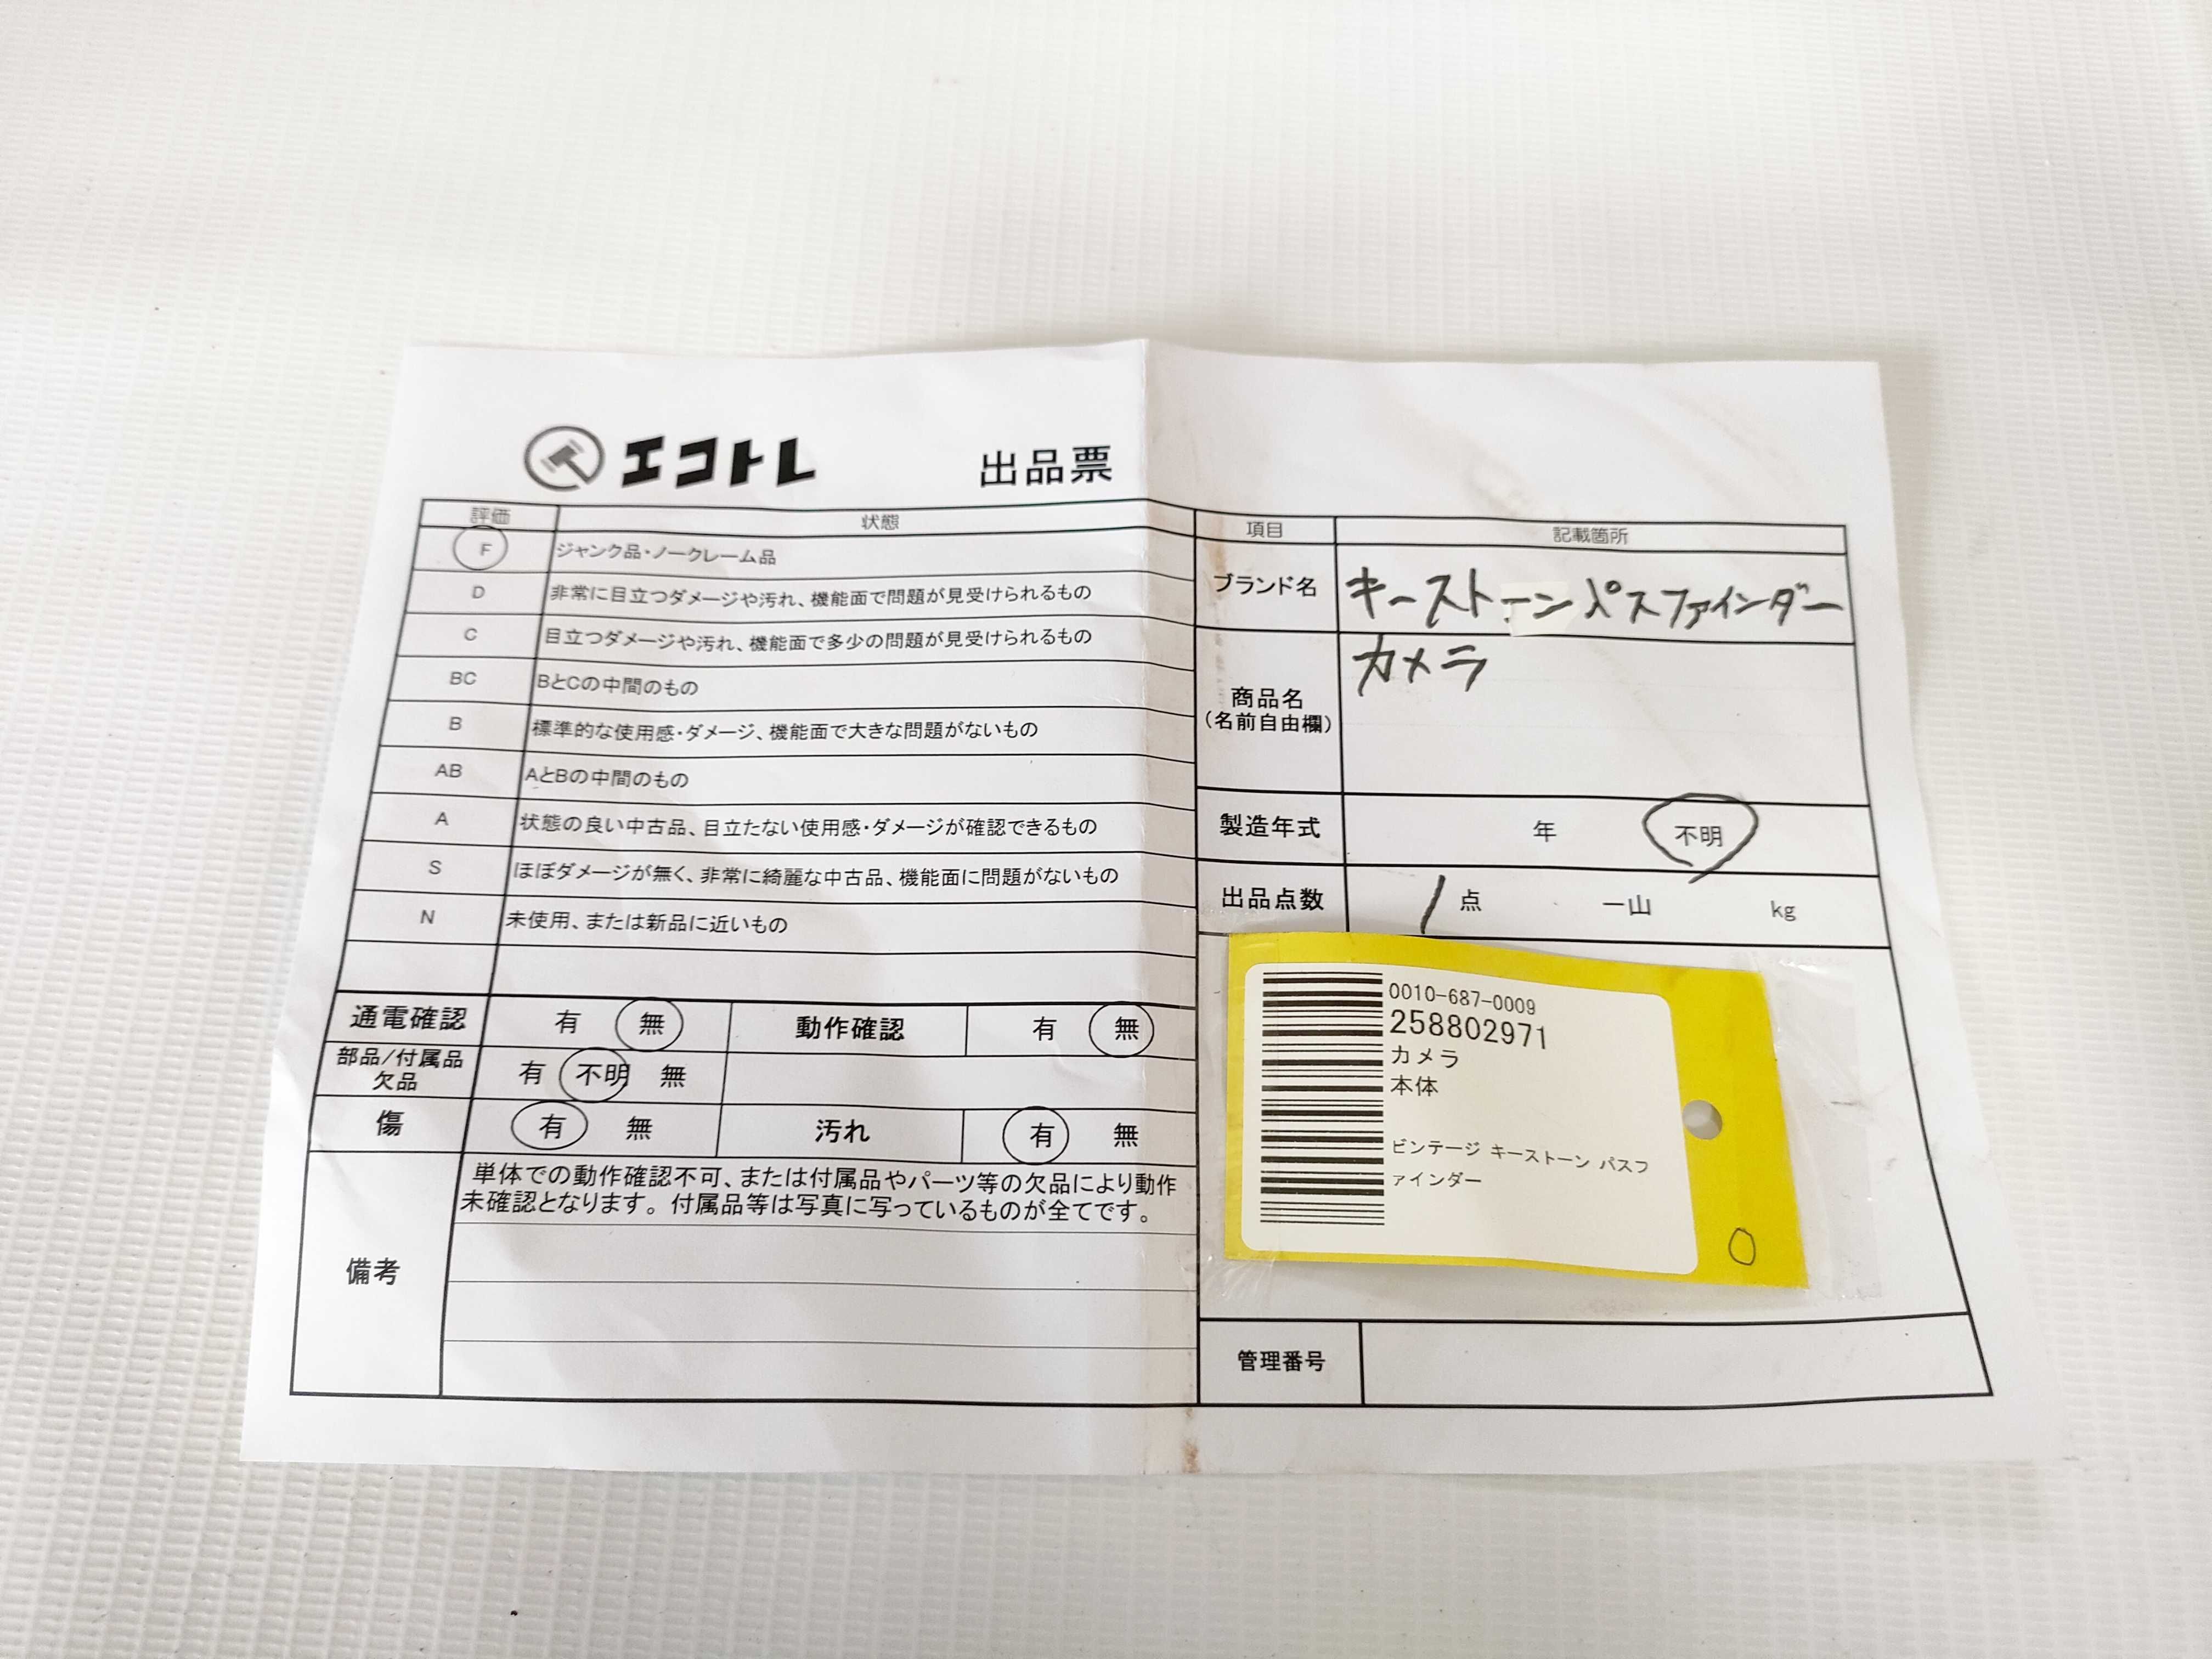 エコトレ 出品票
評価 状態
F ジャンク品・ノークレーム品
D 非常に目立つダメージや汚れ、機能面で問題が見受けられるもの
C 目立つダメージや汚れ、機能面で多少の問題が見受けられるもの
BC BとCの中間のもの
B 標準的な使用感・ダメージ、機能面で大きな問題がないもの
AB AとBの中間のもの
A 状態の良い中古品、目立たない使用感・ダメージが確認できるもの
S ほぼダメージが無く、非常に綺麗な中古品、機能面に問題がないもの
N 未使用、または新品に近いもの
通電確認 有 無 動作確認 有 無
部品/付属品
欠品 有 不明 無
傷 有 無 汚れ 有 無
備考
単体での動作確認不可、または付属品やパーツ等の欠品により動作
未確認となります。付属品等は写真に写っているものが全てです。
項目 記載箇所
ブランド名 キーストーンパスファインダー
商品名
(名前自由欄) カメラ
製造年式 年 不明
出品点数 1 点 一山 kg
0010-687-0009
258802971
カメラ
本体
ビンテージ キーストーン パスフ
ァインダー
管理番号